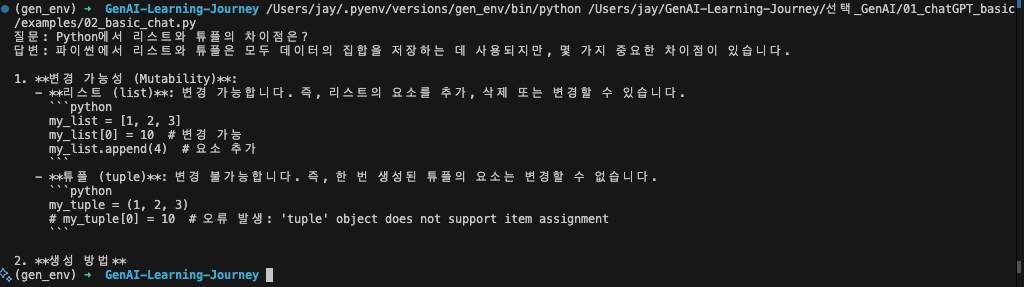 (gen_env) → GenAI-Learning-Journey /Users/jay/.pyenv/versions/gen_env/bin/python /Users/jay/GenAI-Learning-Journey/선택_GenAI/01_chatGPT_basic
/examples/02_basic_chat.py
질문: Python에서 리스트와 튜플의 차이점은?
답변: 파이썬에서 리스트와 튜플은 모두 데이터의 집합을 저장하는 데 사용되지만, 몇 가지 중요한 차이점이 있습니다.
1. **변경 가능성 (Mutability)**:
- **리스트 (list)**: 변경 가능합니다. 즉, 리스트의 요소를 추가, 삭제 또는 변경할 수 있습니다.
```python
my_list = [1, 2, 3]
my_list[0] = 10  # 변경 가능
my_list.append(4)  # 요소 추가
```
- **튜플 (tuple)**: 변경 불가능합니다. 즉, 한 번 생성된 튜플의 요소는 변경할 수 없습니다.
```python
my_tuple = (1, 2, 3)
# my_tuple[0] = 10  # 오류 발생: 'tuple' object does not support item assignment
```
2. **생성 방법**
(gen_env) → GenAI-Learning-Journey